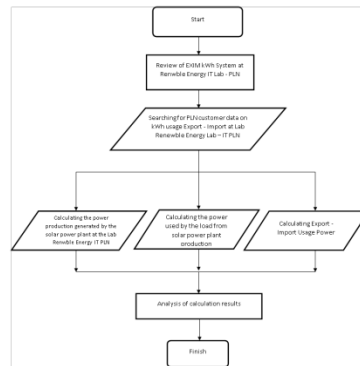 Start
Review of EXIM kWh System at
Renwble Energy IT Lab - PLN
Searching for PLN customer data on
kWh usage Export - Import at Lab
Renewable Energy Lab – IT PLN
Calculating the power
production generated by the
solar power plant at the Lab
Renwible Energy IT PLN
Calculating the power
used by the load from
solar power plant
production
Calculating Export -
Import Usage Power
Analysis of calculation results
Finish